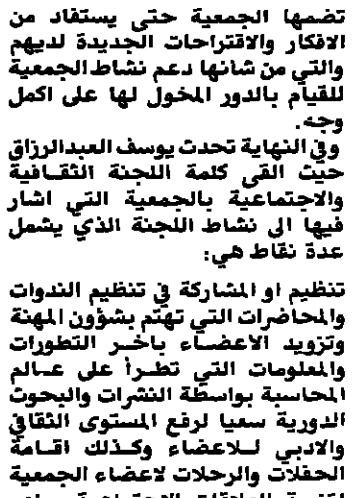 تضمها الجمعية حتى يستفاد من
الافكار والاقتراحات الجديدة لديهم
والتي من شأنها دعم نشاط الجمعية
للقيام بالدور المخول لها على اكمل
وجه.
وفي النهاية تحدث يوسف العبدالرزاق
حيث القى كلمة اللجنة الثقافية
والاجتماعية بالجمعية التي اشار
فيها الى نشاط اللجنة الذي يشمل
عدة نقاط هي:
تنظيم او المشاركة في تنظيم الندوات
والمحاضرات التي تهتم بشؤون المهنة
وتزويد الاعضاء باخر التطورات
والمعلومات التي تطرأ على عالم
المحاسبة بواسطة النشرات والبحوث
الدورية سعيا لرفع المستوى الثقافي
والادبي للاعضاء وكذلك اقامة
الحفلات والرحلات لاعضاء الجمعية